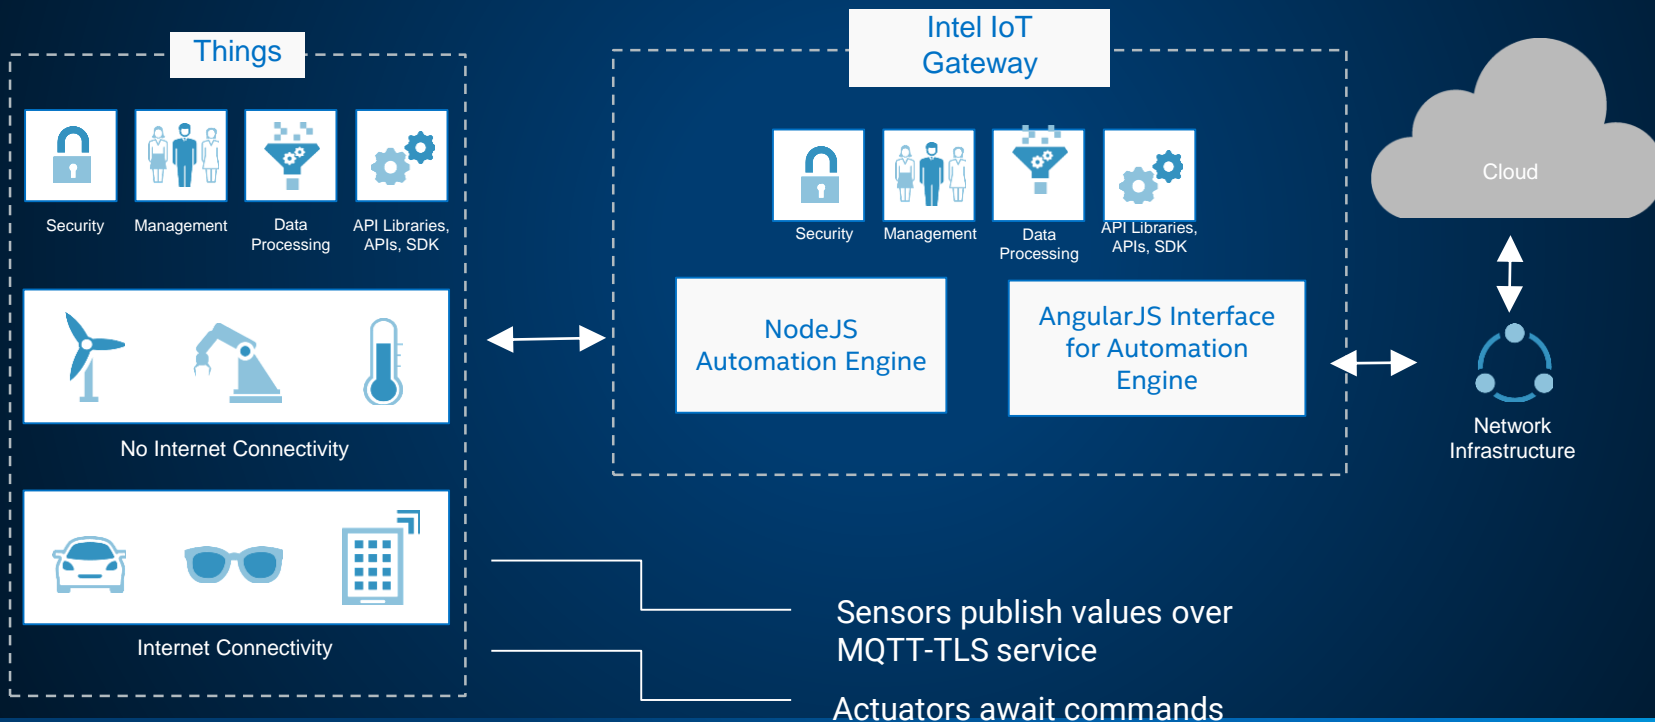 Things
Security
Management
Data
Processing
API Libraries,
APIs, SDK
No Internet Connectivity
Internet Connectivity
Intel IoT
Gateway
Security
Management
Data
Processing
API Libraries,
APIs, SDK
NodeJS
Automation Engine
AngularJS Interface
for Automation
Engine
Cloud
Network
Infrastructure
Sensors publish values over
MQTT-TLS service
Actuators await commands